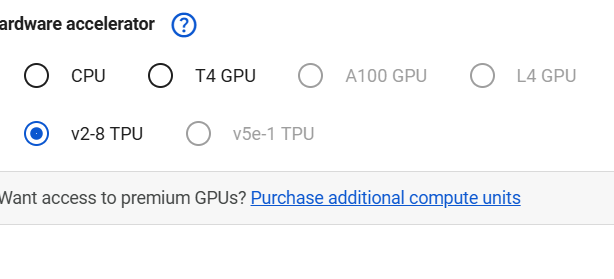 ardware accelerator ?
CPU T4 GPU A100 GPU L4 GPU
v2-8 TPU v5e-1 TPU
Want access to premium GPUs? Purchase additional compute units